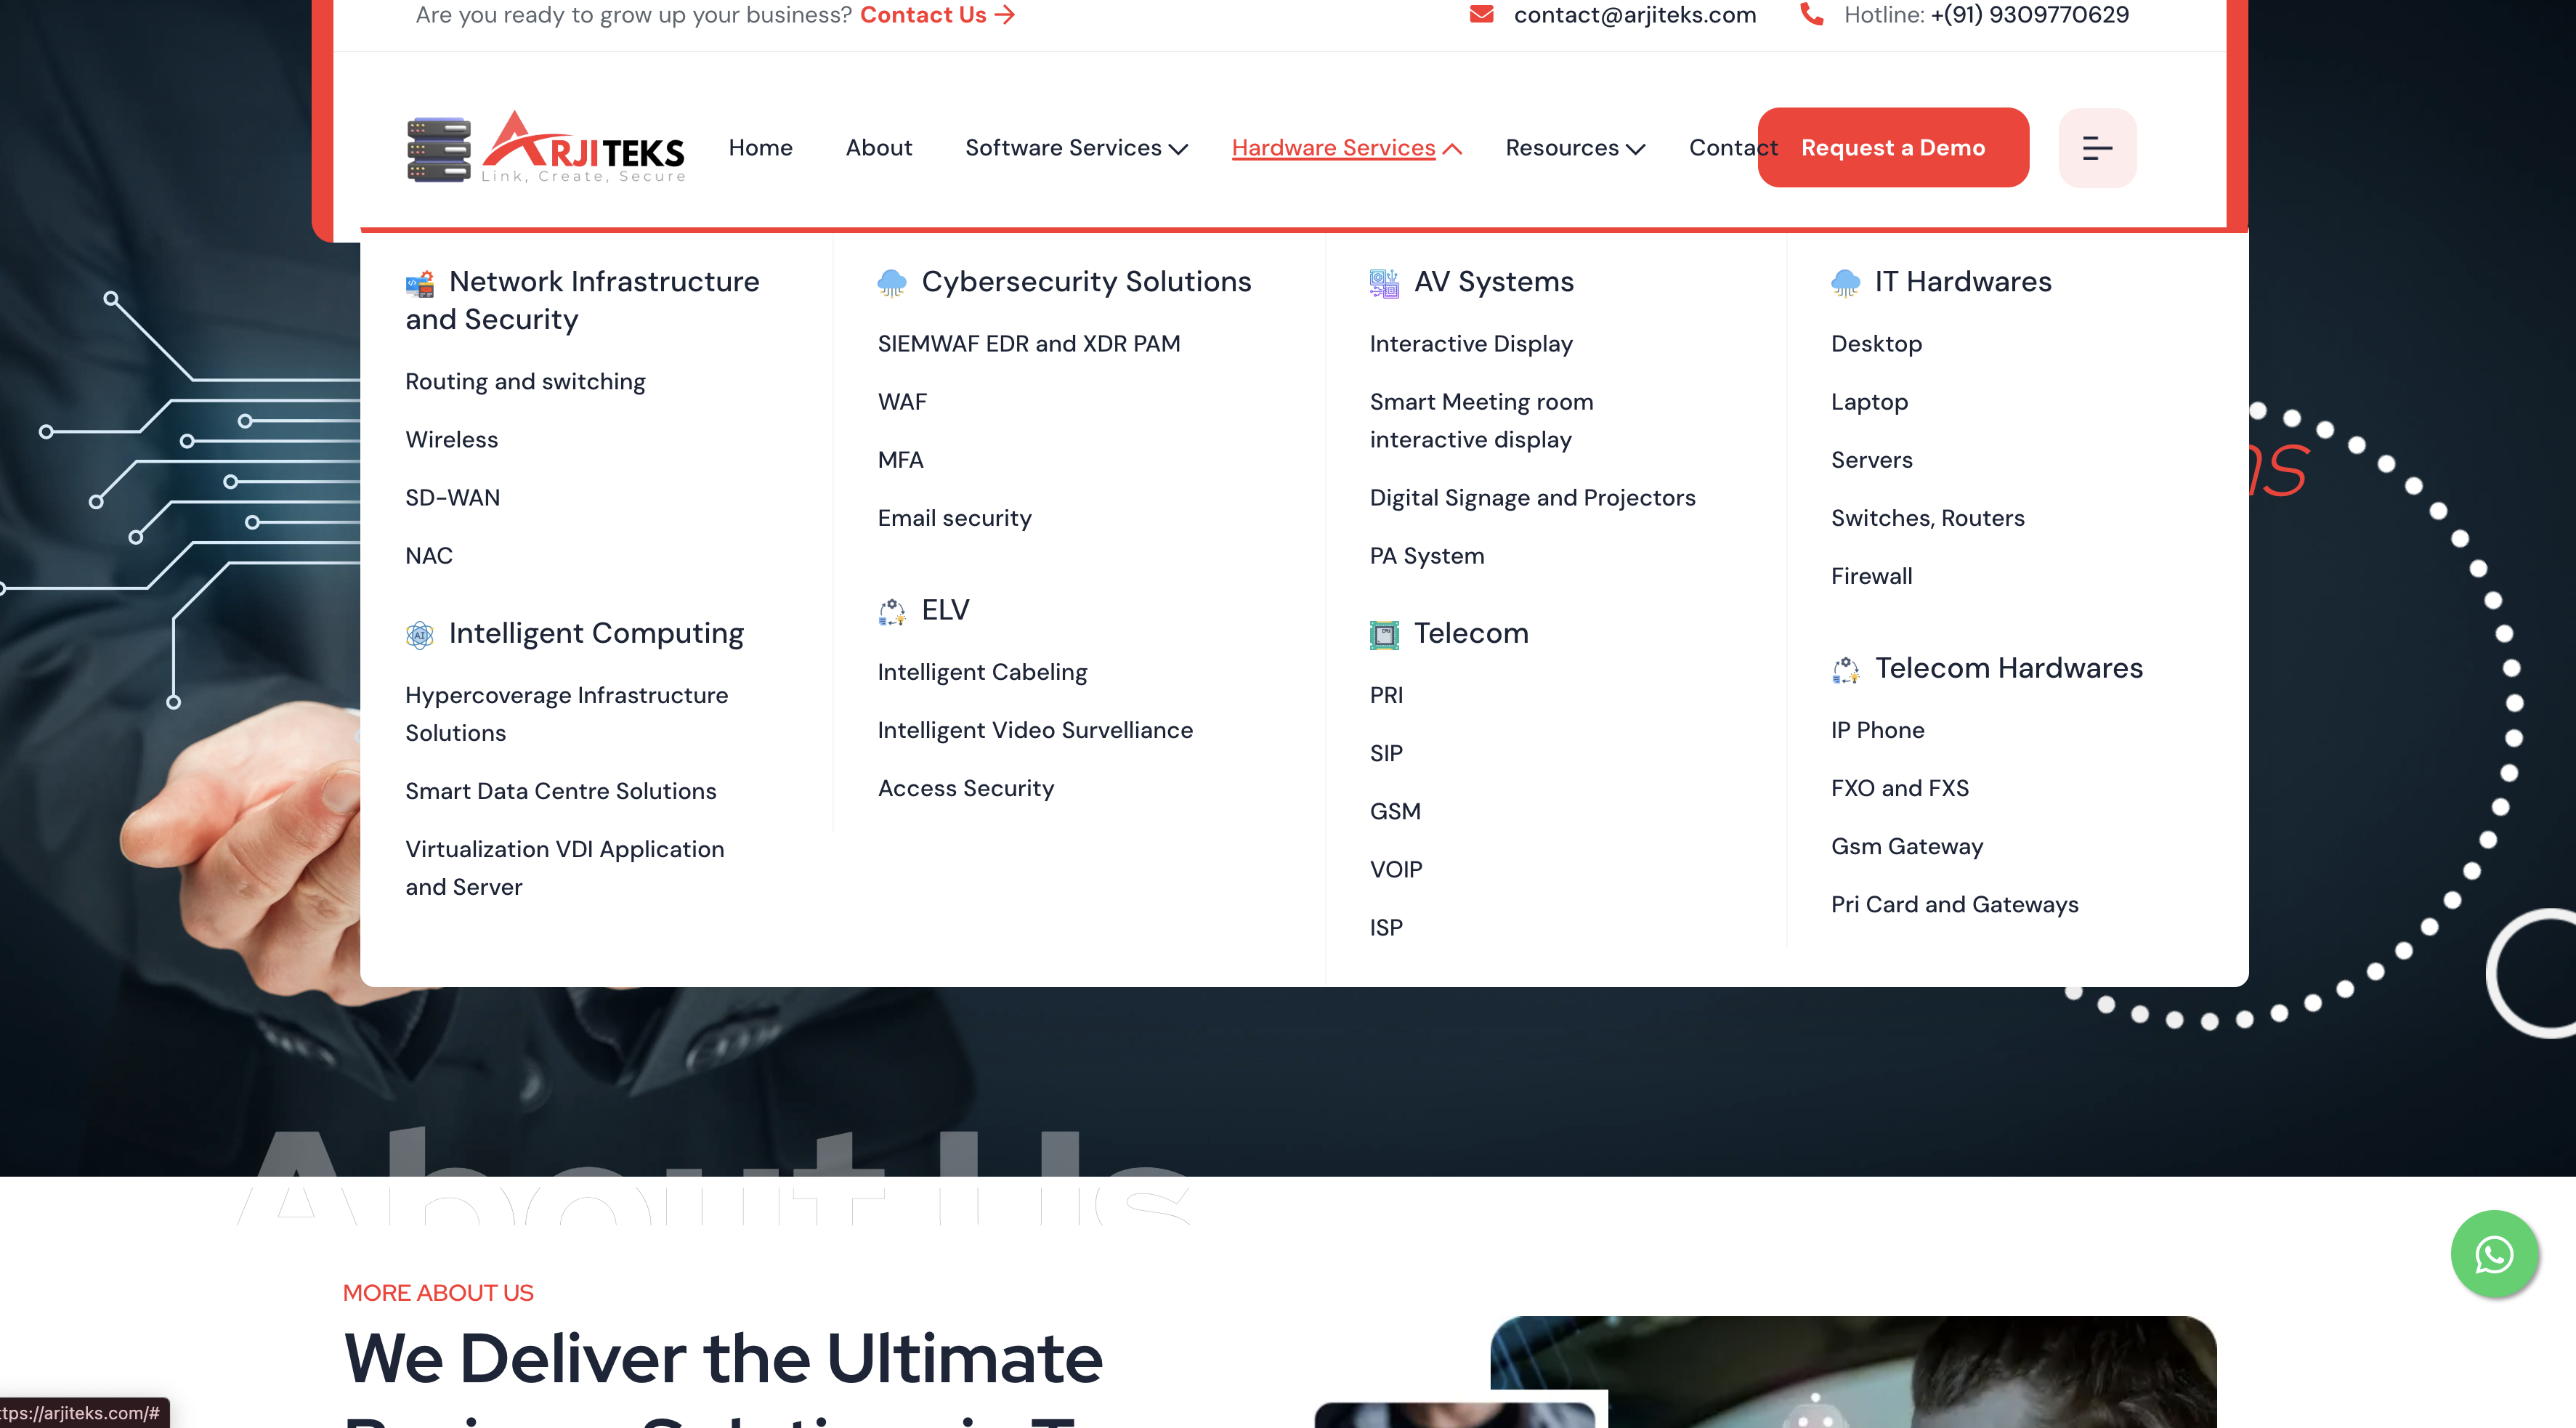 Are you ready to grow up your business? Contact Us →
contact@arjiteks.com
Hotline: +(91) 9309770629
ARJITEKS
Link, Create, Secure
Home
About
Software Services
Hardware Services
Resources
Contact
Request a Demo
Network Infrastructure
and Security
Routing and switching
Wireless
SD-WAN
NAC
Intelligent Computing
Hypercoverage Infrastructure
Solutions
Smart Data Centre Solutions
Virtualization VDI Application
and Server
Cybersecurity Solutions
SIEMWAF EDR and XDR PAM
WAF
MFA
Email security
ELV
Intelligent Cabeling
Intelligent Video Survelliance
Access Security
AV Systems
Interactive Display
Smart Meeting room
interactive display
Digital Signage and Projectors
PA System
Telecom
PRI
SIP
GSM
VOIP
ISP
IT Hardwares
Desktop
Laptop
Servers
Switches, Routers
Firewall
Telecom Hardwares
IP Phone
FXO and FXS
Gsm Gateway
Pri Card and Gateways
About Us
MORE ABOUT US
We Deliver the Ultimate
ttps://arjiteks.com/#